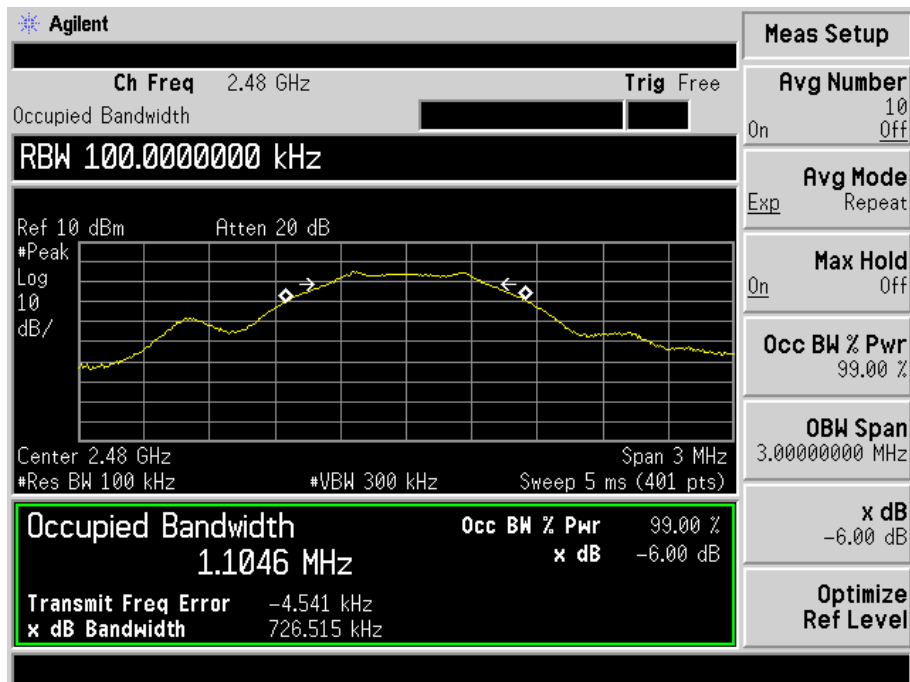 Agilent
Meas Setup
Ch Freq 2.48 GHz Trig Free
Occupied Bandwidth
Avg Number
10
On Off
RBW 100.0000000 kHz
Avg Mode
Exp Repeat
Ref 10 dBm Atten 20 dB
#Peak
Log
10
dB/
Max Hold
On Off
Occ BW % Pwr
99.00 %
OBW Span
3.00000000 MHz
Center 2.48 GHz Span 3 MHz
#Res BW 100 kHz #VBW 300 kHz Sweep 5 ms (401 pts)
x dB
-6.00 dB
Occupied Bandwidth Occ BW % Pwr 99.00 %
1.1046 MHz x dB -6.00 dB
Transmit Freq Error -4.541 kHz
x dB Bandwidth 726.515 kHz
Optimize
Ref Level